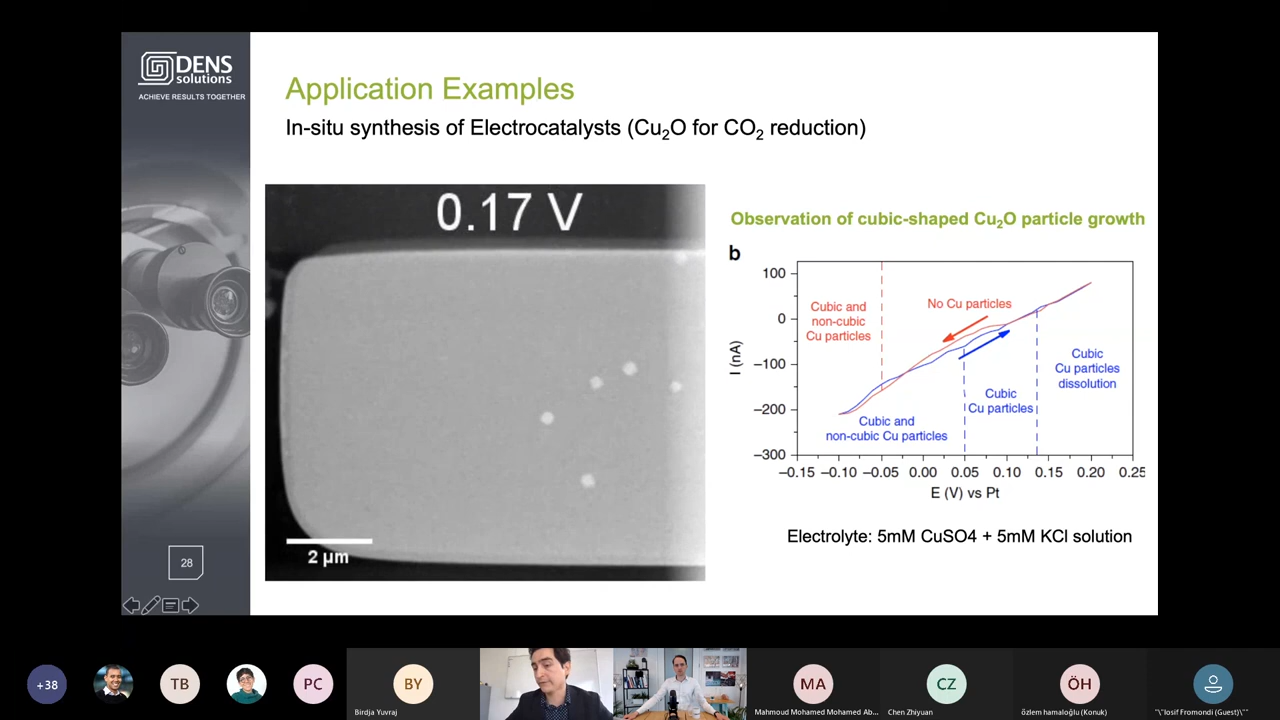 DENS
solutions
ACHIEVE RESULTS TOGETHER
Application Examples
In-situ synthesis of Electrocatalysts (Cu₂O for CO₂ reduction)
0.17 V
2 µm
Observation of cubic-shaped Cu₂O particle growth
b
100
0
−100
−200
−300
I (nA)
Cubic and
non-cubic
Cu particles
No Cu particles
Cubic
Cu particles
dissolution
Cubic
Cu particles
Cubic and
non-cubic Cu particles
−0.15 −0.10 −0.05 0.00 0.05 0.10 0.15 0.20 0.25
E (V) vs Pt
Electrolyte: 5mM CuSO4 + 5mM KCl solution
28
+38
TB
PC
BY
Birdja Yuvraj
MA
Mahmoud Mohamed Mohamed Ab...
CZ
Chen Zhiyuan
ÖH
özlem hamaloğlu (Konuk)
"\"Iosif Fromondi (Guest)\""